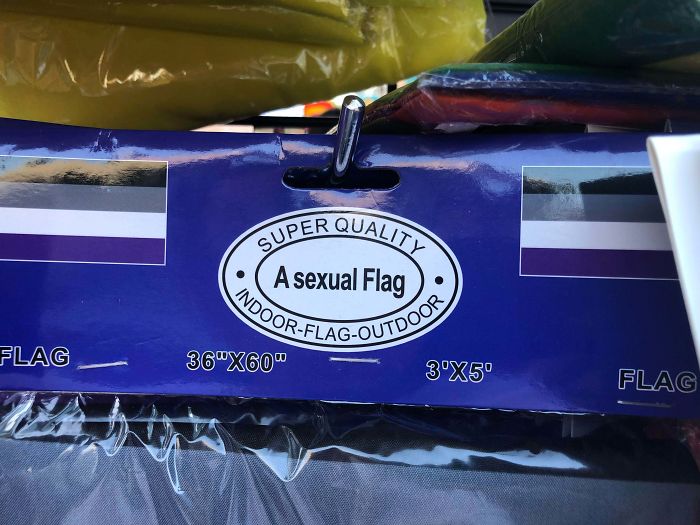 SUPER QUALITY
A sexual Flag
INDOOR-FLAG-OUTDOOR
FLAG
36"X60"
3'X5'
FLAG